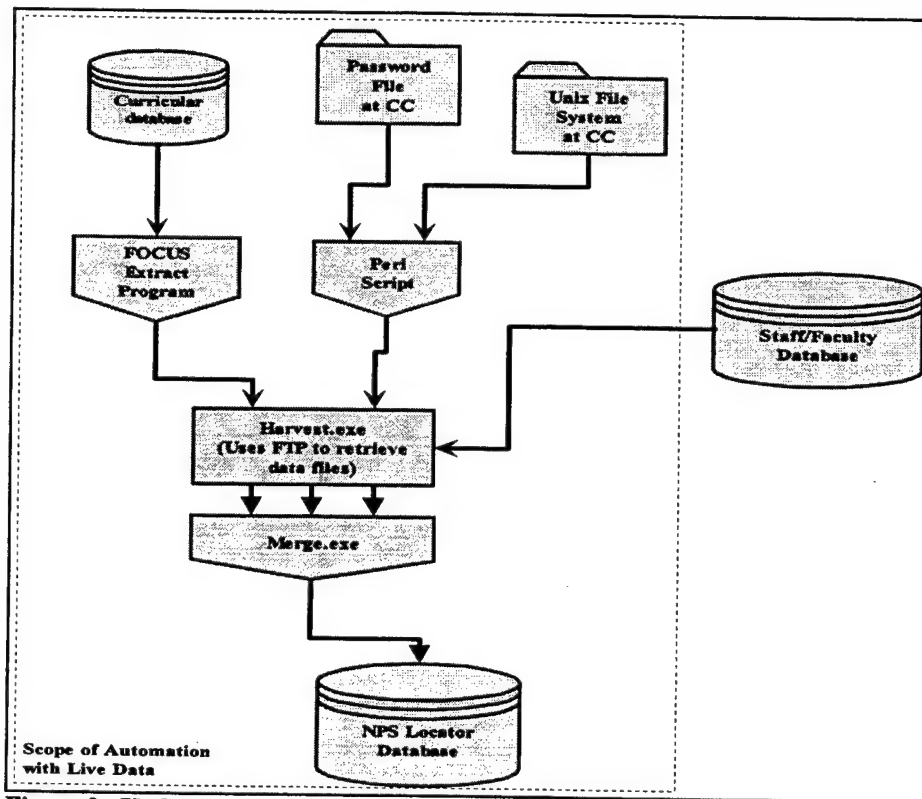 Curricular
database
Password
File
at CC
Unix File
System
at CC
FOCUS
Extract
Program
Perl
Script
Staff/Faculty
Database
Harvest.exe
(Uses FTP to retrieve
data files)
Merge.exe
NPS Locator
Database
Scope of Automation
with Live Data